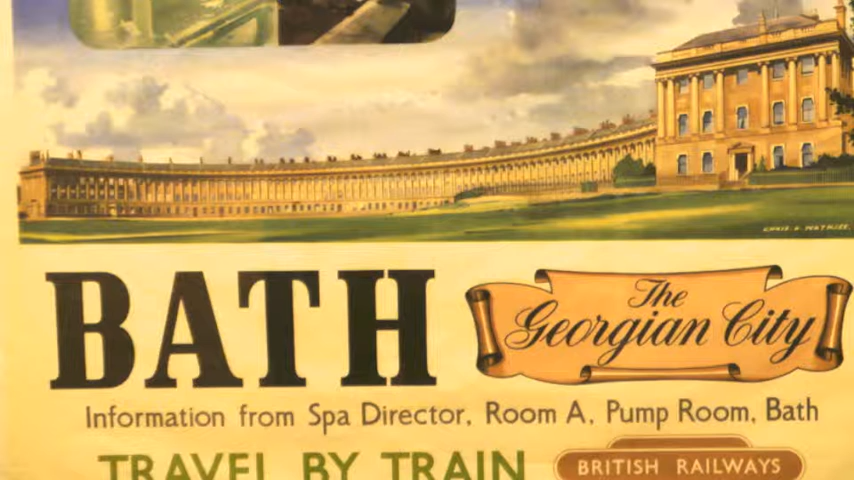 BATH
The
Georgian City
Information from Spa Director, Room A, Pump Room, Bath
TRAVEL BY TRAIN
BRITISH RAILWAYS